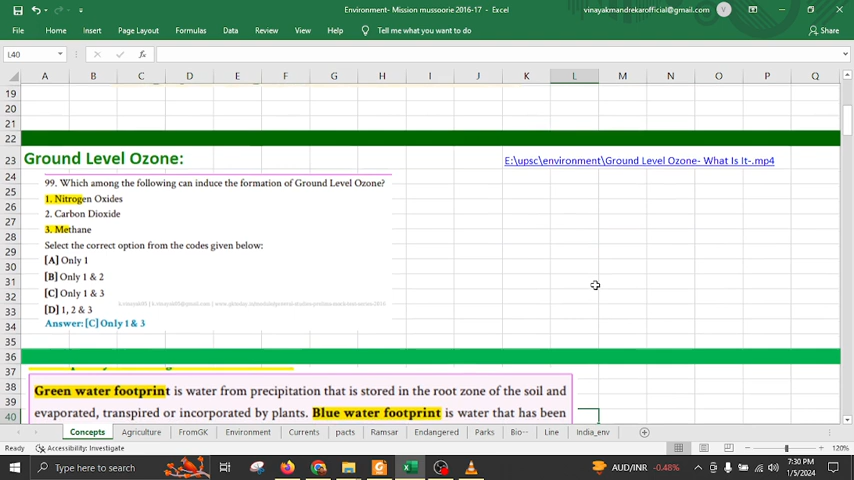 Environment- Mission mussoorie 2016-17 - Excel
vinayakmandrekarofficial@gmail.com V
File Home Insert Page Layout Formulas Data Review View Help Tell me what you want to do Share
L40 fx
A B C D E F G H I J K L M N O P Q
19
20
21
22
23 Ground Level Ozone: E:\upsc\environment\Ground Level Ozone- What Is It-.mp4
24
25 99. Which among the following can induce the formation of Ground Level Ozone?
26 1. Nitrogen Oxides
27 2. Carbon Dioxide
28 3. Methane
29 Select the correct option from the codes given below:
30 [A] Only 1
31 [B] Only 1 & 2
32 [C] Only 1 & 3
33 [D] 1, 2 & 3
34 Answer: [C] Only 1 & 3
35
36
37
38 Green water footprint is water from precipitation that is stored in the root zone of the soil and
39 evaporated, transpired or incorporated by plants. Blue water footprint is water that has been
40
Concepts Agriculture FromGK Environment Currents pacts Ramsar Endangered Parks Bio-- Line India_env
Ready Accessibility: Investigate 120%
Type here to search AUD/INR -0.48% 7:30 PM
1/5/2024